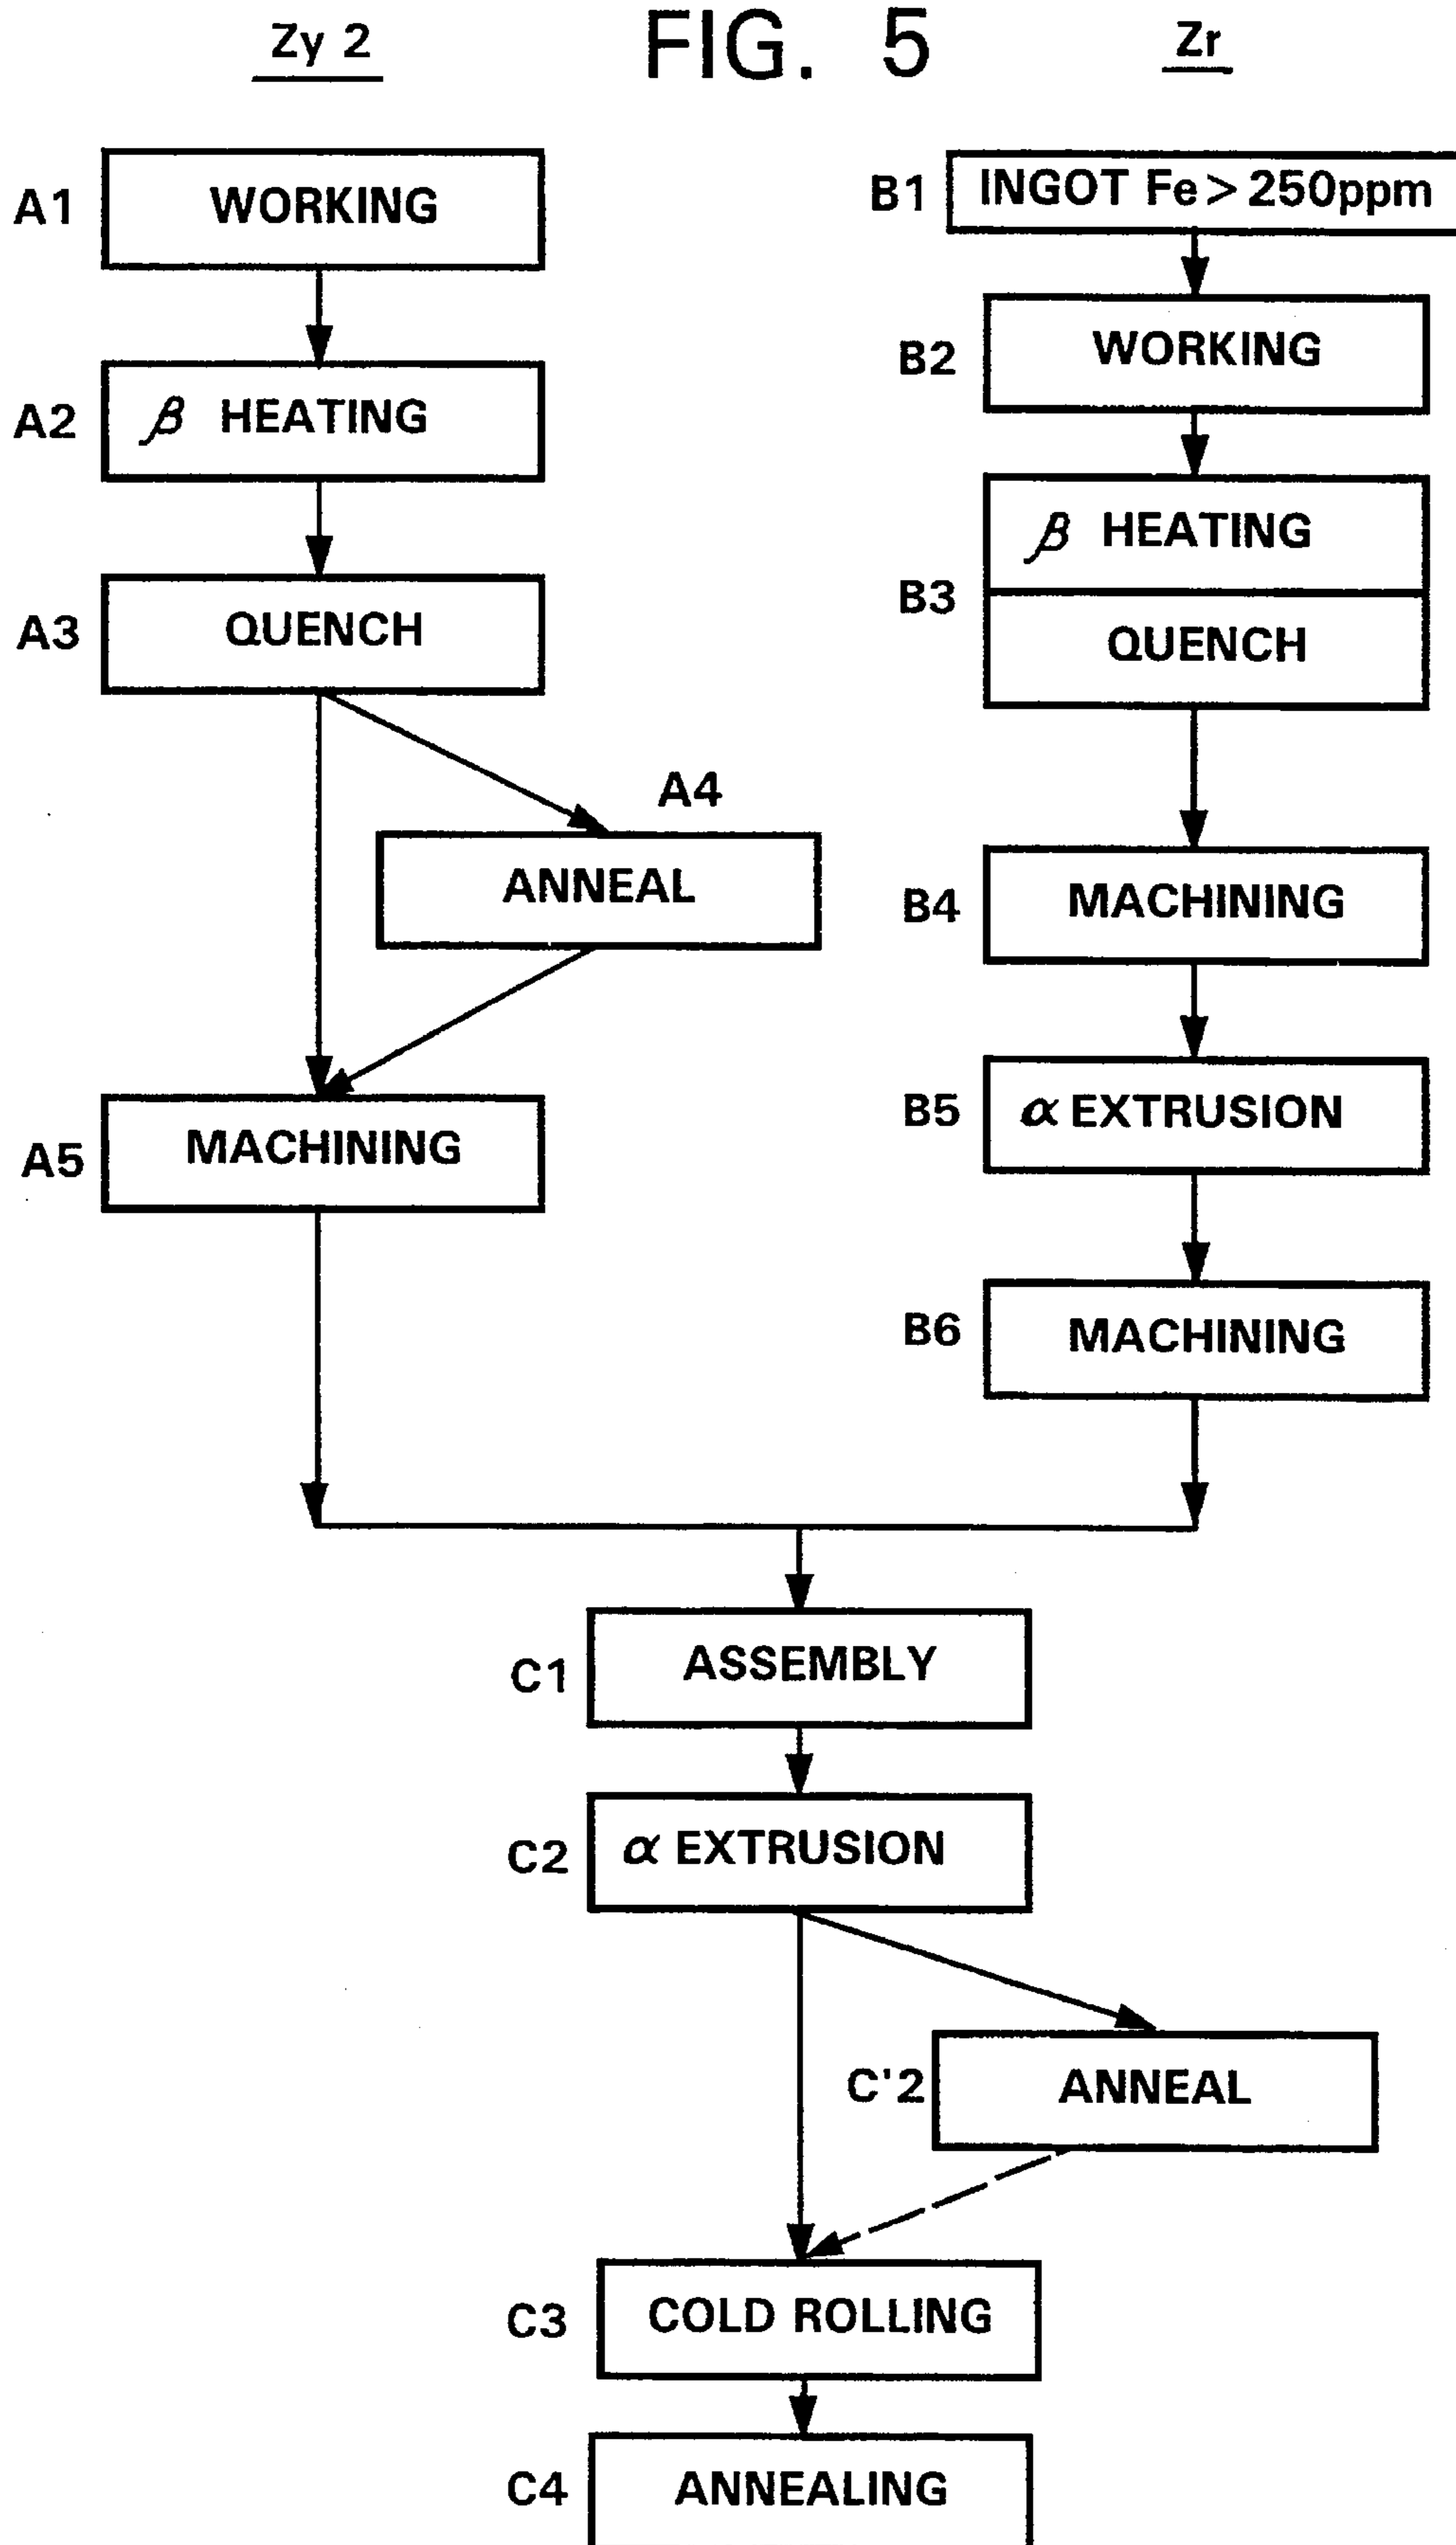 FIG. 5
Zy 2
Zr
A1
WORKING
A2
β HEATING
A3
QUENCH
A4
ANNEAL
A5
MACHINING
B1
INGOT Fe > 250ppm
B2
WORKING
B3
β HEATING
QUENCH
B4
MACHINING
B5
α EXTRUSION
B6
MACHINING
C1
ASSEMBLY
C2
α EXTRUSION
C'2
ANNEAL
C3
COLD ROLLING
C4
ANNEALING